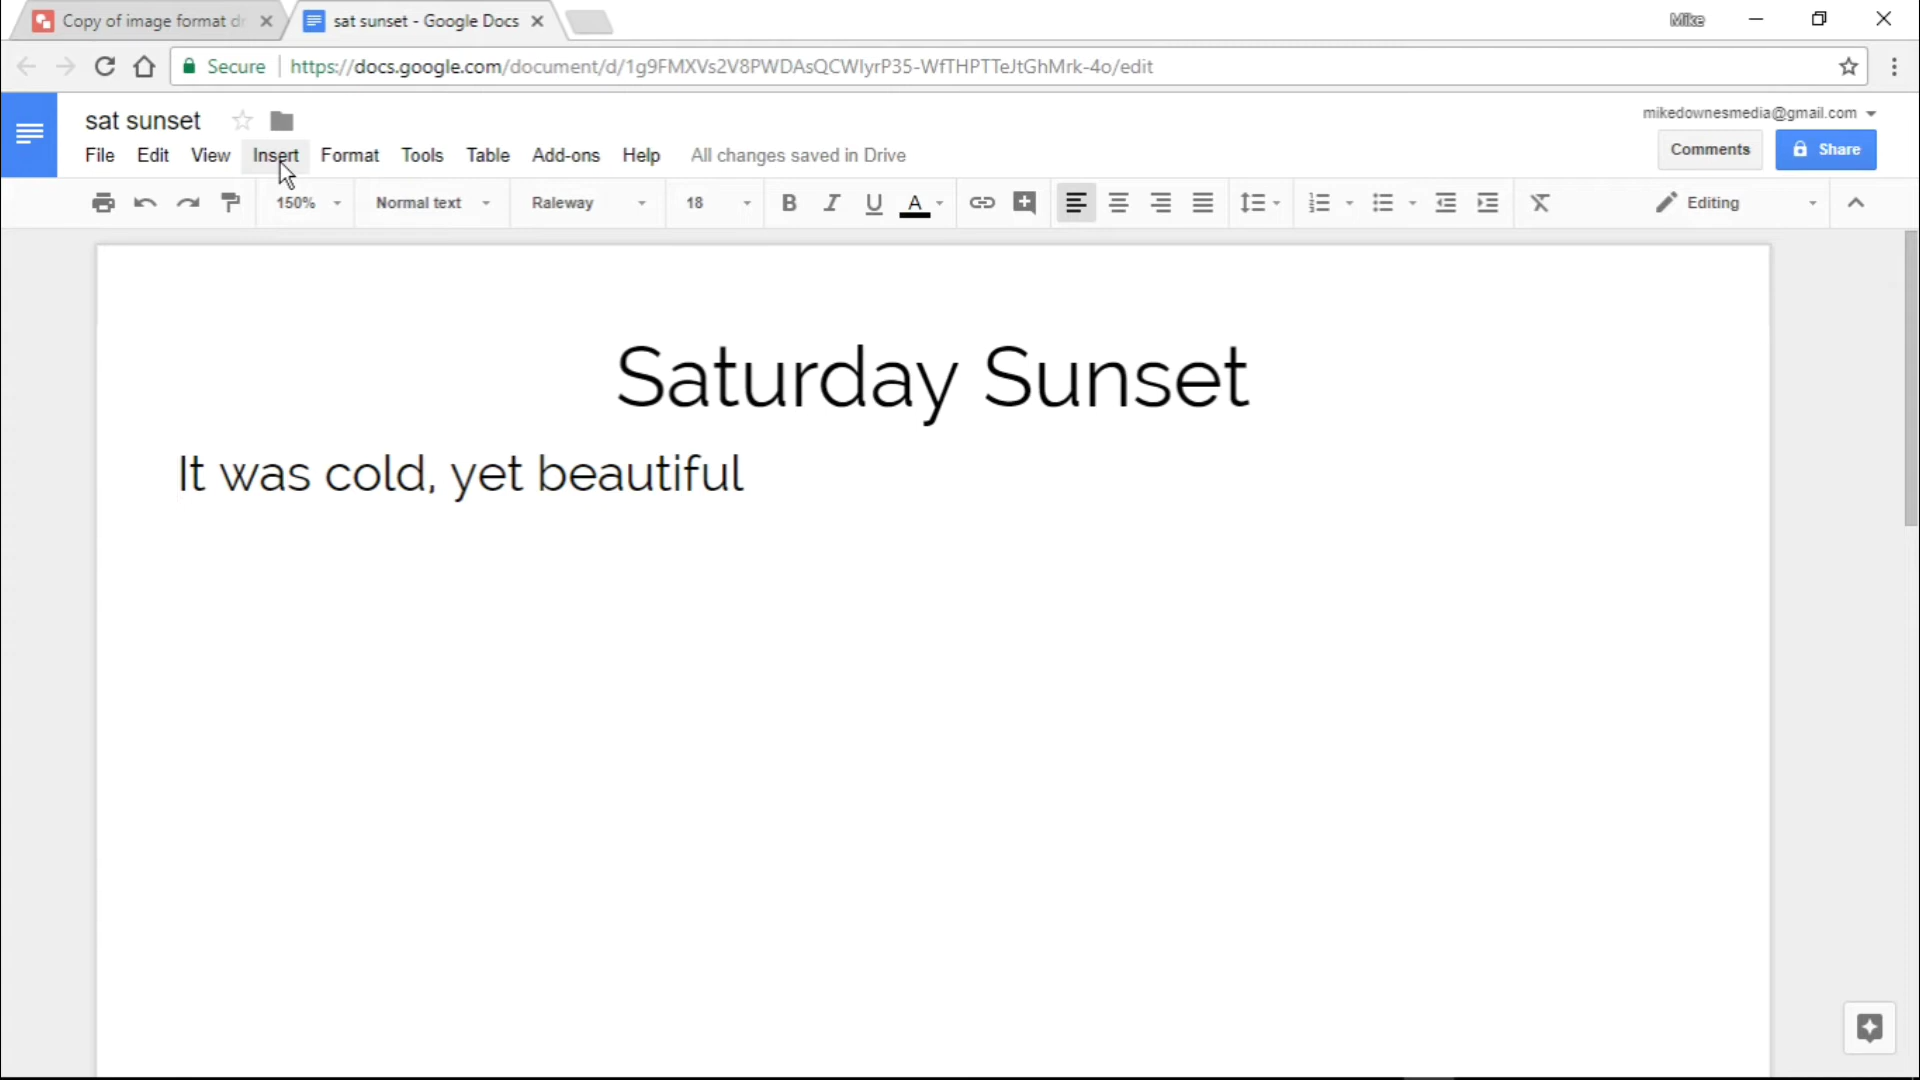 Copy of image format dr
sat sunset - Google Docs
Mike
Secure
https://docs.google.com/document/d/1g9FMXVs2V8PWDAsQCWIyrP35-WfTHPTTeJtGhMrk-4o/edit
sat sunset
mikedownesmedia@gmail.com
File Edit View Insert Format Tools Table Add-ons Help All changes saved in Drive
Comments Share
150% Normal text Raleway 18 B I U A Editing
Saturday Sunset
It was cold, yet beautiful